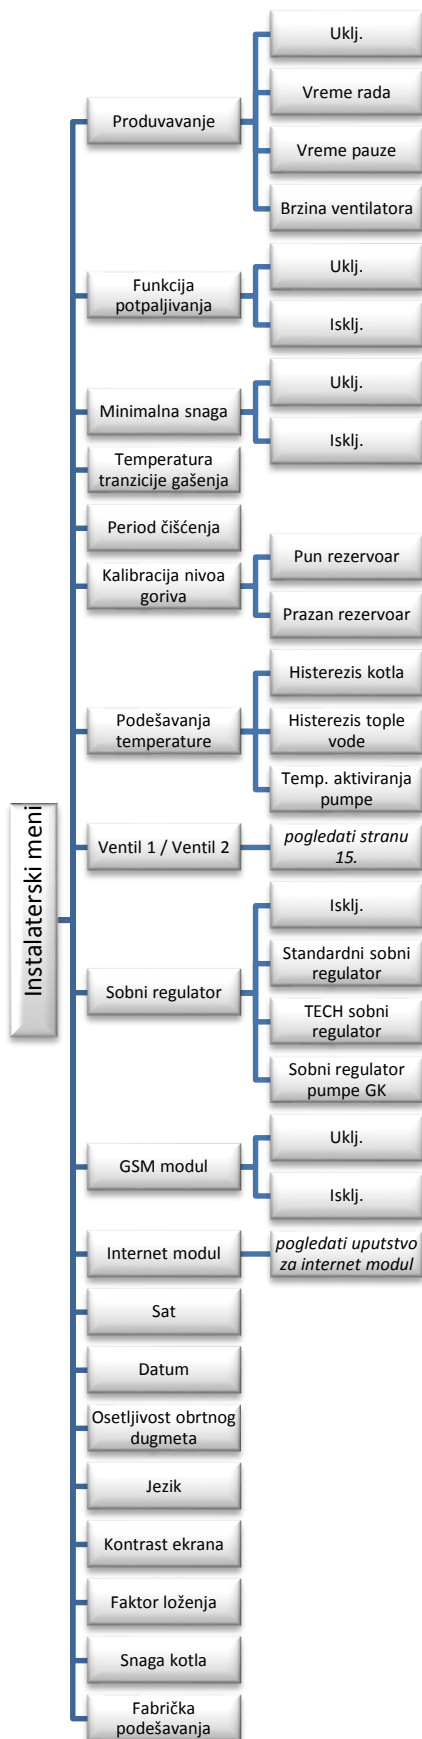 Instalaterski meni
Produvavanje
Uklj.
Vreme rada
Vreme pauze
Brzina ventilatora
Funkcija
potpaljivanja
Uklj.
Isklj.
Minimalna snaga
Uklj.
Isklj.
Temperatura
tranzicije gašenja
Period čišćenja
Kalibracija nivoa
goriva
Pun rezervoar
Prazan rezervoar
Podešavanja
temperature
Histerezis kotla
Histerezis tople
vode
Temp. aktiviranja
pumpe
Ventil 1 / Ventil 2
pogledati stranu
15.
Sobni regulator
Isklj.
Standardni sobni
regulator
TECH sobni
regulator
Sobni regulator
pumpe GK
GSM modul
Uklj.
Isklj.
Internet modul
pogledati uputstvo
za internet modul
Sat
Datum
Osetljivost obrtnog
dugmeta
Jezik
Kontrast ekrana
Faktor loženja
Snaga kotla
Fabrička
podešavanja